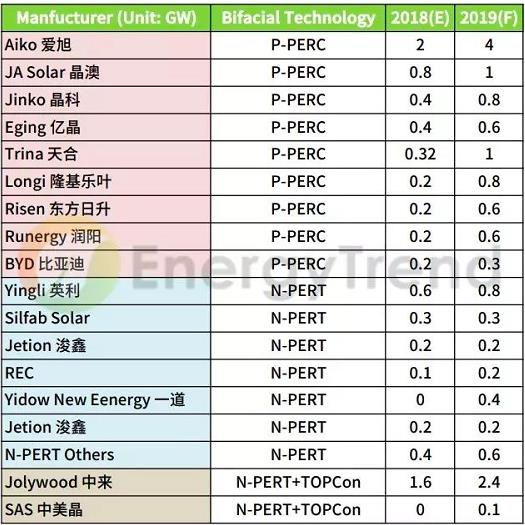 Manfucturer (Unit: GW) Bifacial Technology 2018(E) 2019(F)
Aiko 爱旭 P-PERC 2 4
JA Solar 晶澳 P-PERC 0.8 1
Jinko 晶科 P-PERC 0.4 0.8
Eging 亿晶 P-PERC 0.4 0.6
Trina 天合 P-PERC 0.32 1
Longi 隆基乐叶 P-PERC 0.2 0.8
Risen 东方日升 P-PERC 0.2 0.6
Runergy 润阳 P-PERC 0.2 0.6
BYD 比亚迪 P-PERC 0.2 0.3
EnergyTrend
Yingli 英利 N-PERT 0.6 0.8
Silfab Solar N-PERT 0.3 0.3
Jetion 浚鑫 N-PERT 0.2 0.2
REC N-PERT 0.1 0.2
Yidow New Eenergy 一道 N-PERT 0 0.4
Jetion 浚鑫 N-PERT 0.2 0.2
N-PERT Others N-PERT 0.4 0.6
Jolywood 中来 N-PERT+TOPCon 1.6 2.4
SAS 中美晶 N-PERT+TOPCon 0 0.1